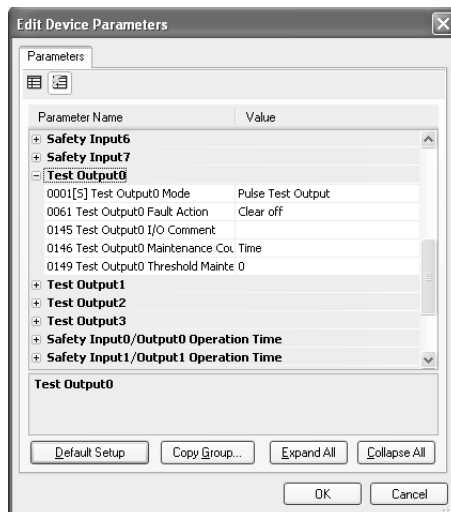 Edit Device Parameters
Parameters
Parameter Name Value
Safety Input6
Safety Input7
Test Output0
0001[S] Test Output0 Mode Pulse Test Output
0061 Test Output0 Fault Action Clear off
0145 Test Output0 I/O Comment
0146 Test Output0 Maintenance Cou Time
0149 Test Output0 Threshold Mainte 0
Test Output1
Test Output2
Test Output3
Safety Input0/Output0 Operation Time
Safety Input1/Output1 Operation Time
Test Output0
Default Setup Copy Group... Expand All Collapse All
OK Cancel